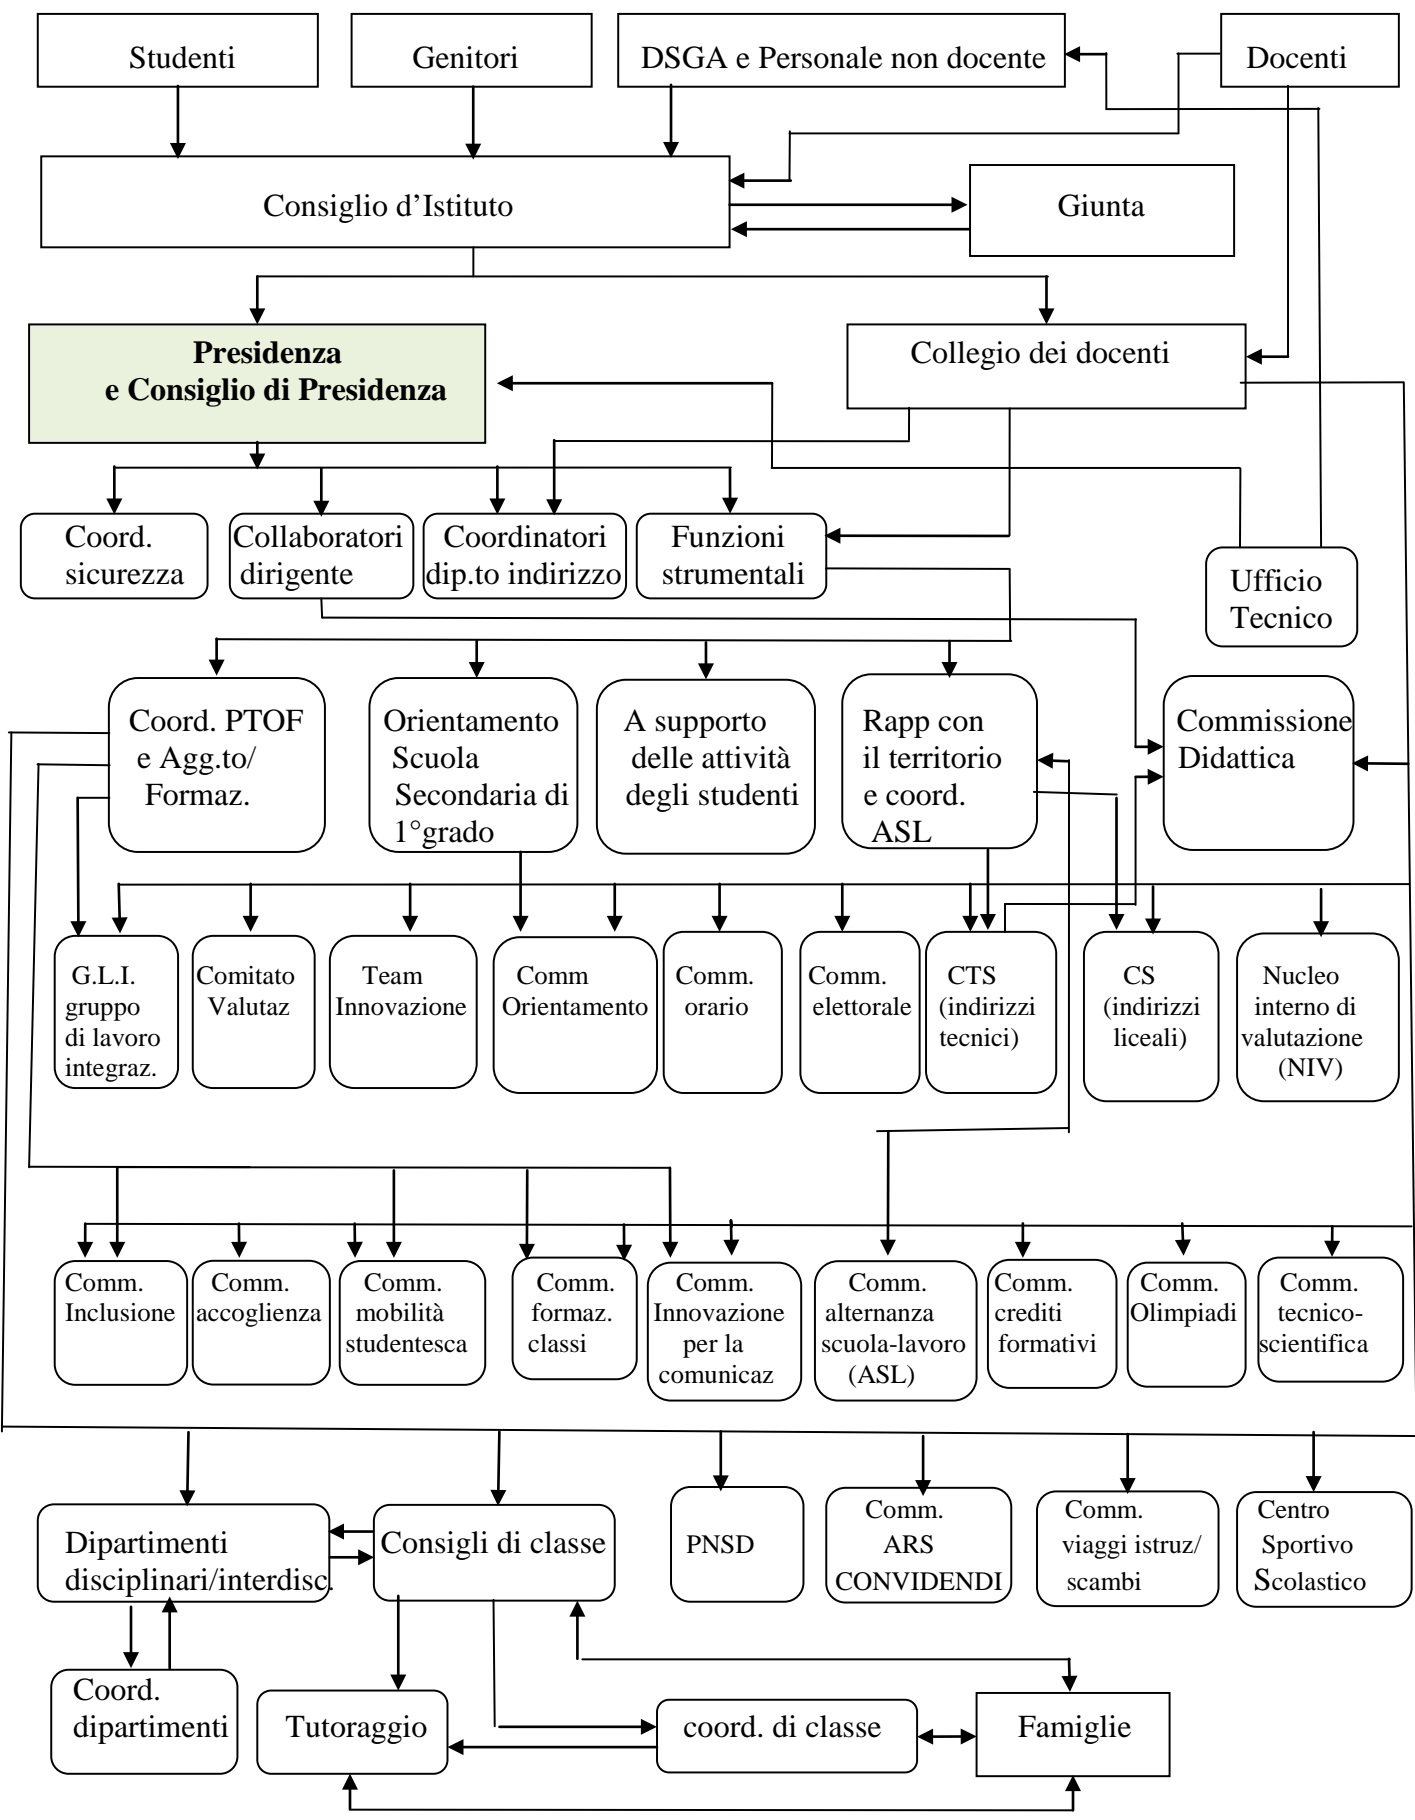 Studenti
Genitori
DSGA e Personale non docente
Docenti
Consiglio d’Istituto
Giunta
Presidenza
e Consiglio di Presidenza
Collegio dei docenti
Coord.
sicurezza
Collaboratori
dirigente
Coordinatori
dip.to indirizzo
Funzioni
strumentali
Ufficio
Tecnico
Coord. PTOF
e Agg.to/
Formaz.
Orientamento
Scuola
Secondaria di
1°grado
A supporto
delle attività
degli studenti
Rapp con
il territorio
e coord.
ASL
Commissione
Didattica
G.L.I.
gruppo
di lavoro
integraz.
Comitato
Valutaz
Team
Innovazione
Comm
Orientamento
Comm.
orario
Comm.
elettorale
CTS
(indirizzi
tecnici)
CS
(indirizzi
liceali)
Nucleo
interno di
valutazione
(NIV)
Comm.
Inclusione
Comm.
accoglienza
Comm.
mobilità
studentesca
Comm.
formaz.
classi
Comm.
Innovazione
per la
comunicaz
Comm.
alternanza
scuola-lavoro
(ASL)
Comm.
crediti
formativi
Comm.
Olimpiadi
Comm.
tecnico-
scientifica
Dipartimenti
disciplinari/interdisc.
Consigli di classe
PNSD
Comm.
ARS
CONVIDENDI
Comm.
viaggi istruz/
scambi
Centro
Sportivo
Scolastico
Coord.
dipartimenti
Tutoraggio
coord. di classe
Famiglie